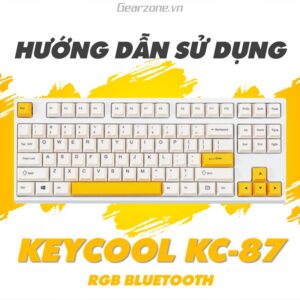 Gearzone.vn
HƯỚNG DẪN SỬ DỤNG
KEYCOOL KC-87
RGB BLUETOOTH